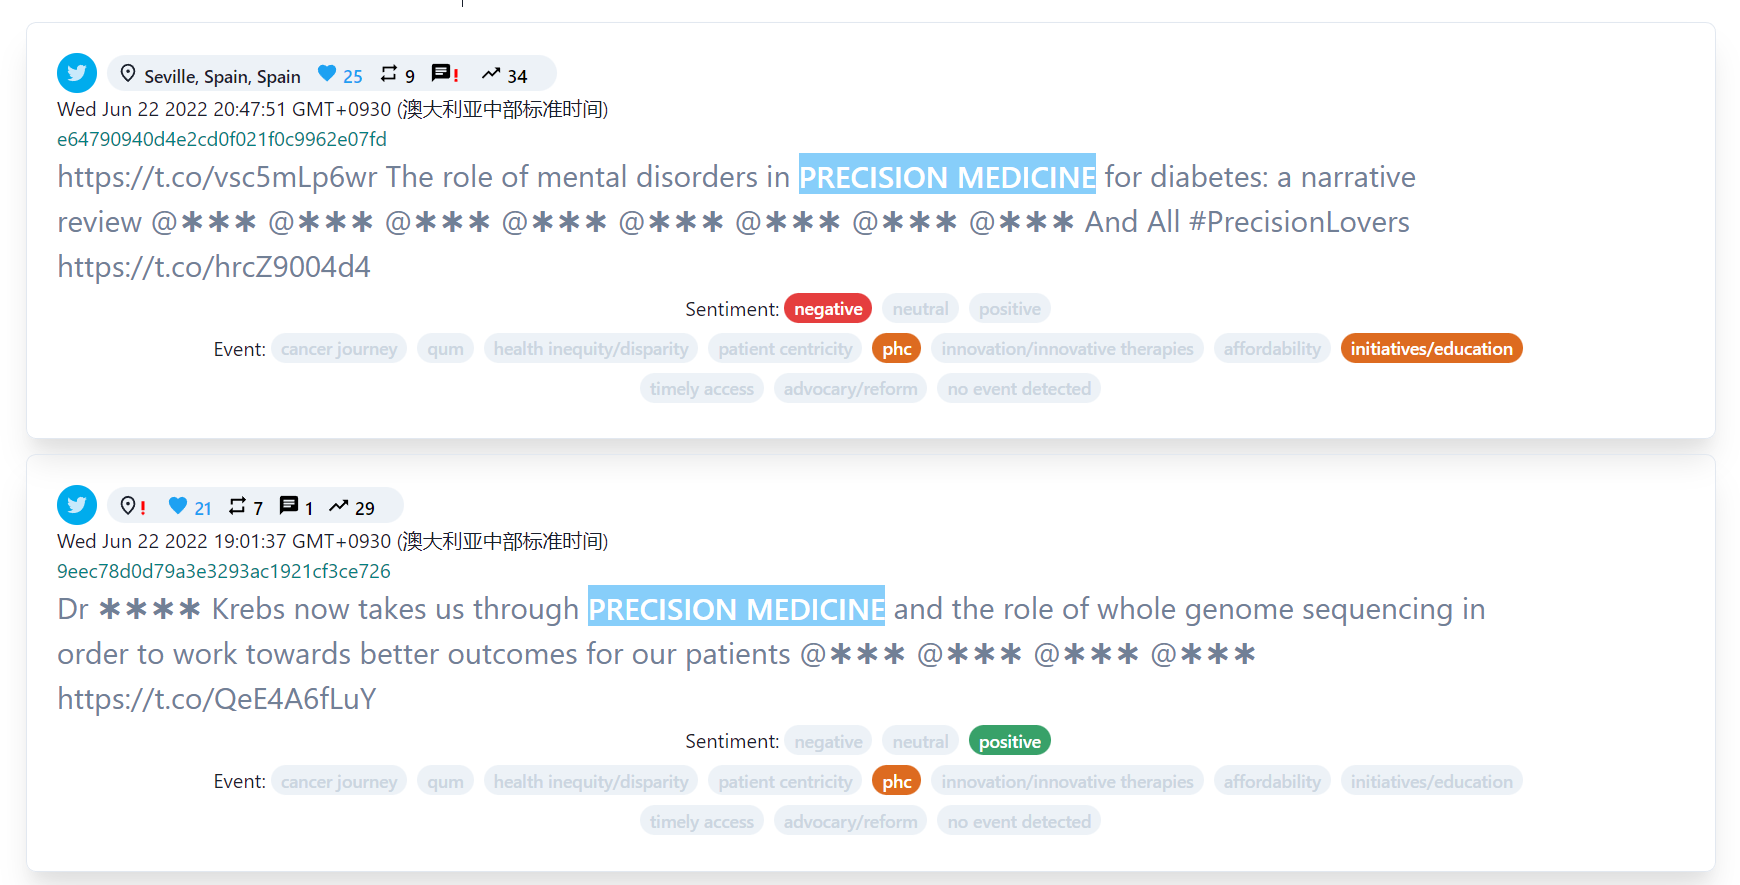 Seville, Spain, Spain 25 9 ! 34
Wed Jun 22 2022 20:47:51 GMT+0930 (澳大利亚中部标准时间)
e64790940d4e2cd0f021f0c9962e07fd
https://t.co/vsc5mLp6wr The role of mental disorders in PRECISION MEDICINE for diabetes: a narrative
review @∗∗∗ @∗∗∗ @∗∗∗ @∗∗∗ @∗∗∗ @∗∗∗ @∗∗∗ @∗∗∗ And All #PrecisionLovers
https://t.co/hrcZ9004d4
Sentiment: negative neutral positive
Event: cancer journey qum health inequity/disparity patient centricity phc innovation/innovative therapies affordability initiatives/education
timely access advocary/reform no event detected
! 21 7 1 29
Wed Jun 22 2022 19:01:37 GMT+0930 (澳大利亚中部标准时间)
9eec78d0d79a3e3293ac1921cf3ce726
Dr ∗∗∗∗ Krebs now takes us through PRECISION MEDICINE and the role of whole genome sequencing in
order to work towards better outcomes for our patients @∗∗∗ @∗∗∗ @∗∗∗ @∗∗∗
https://t.co/QeE4A6fLuY
Sentiment: negative neutral positive
Event: cancer journey qum health inequity/disparity patient centricity phc innovation/innovative therapies affordability initiatives/education
timely access advocary/reform no event detected